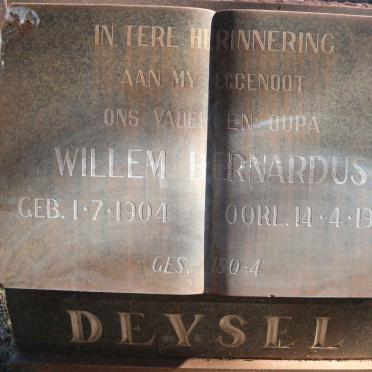 IN TERE HERINNERING
AAN MY EGGENOOT
ONS VADER EN OUPA
WILLEM BERNARDUS
GEB. 1·7·1904 OORL. 14·4·19
GES. 180-4
DEYSEL